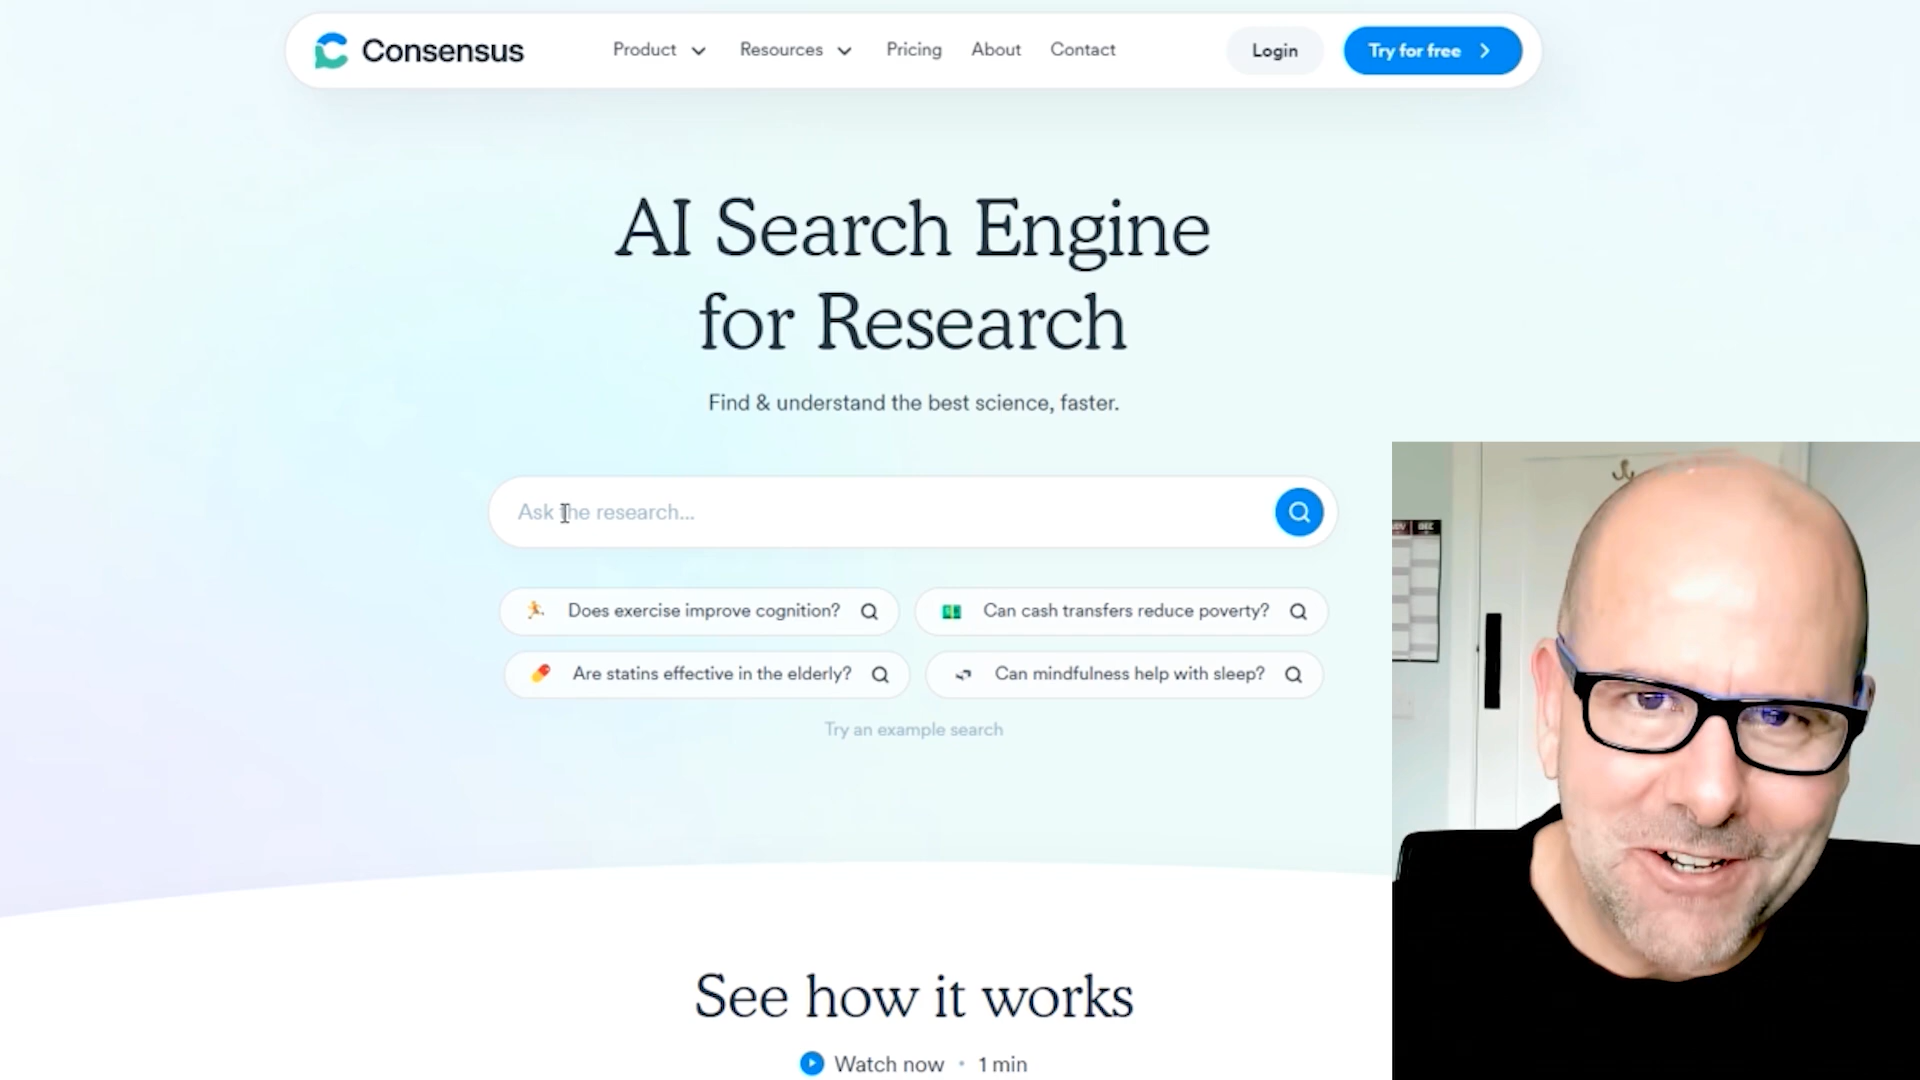 Consensus
Product
Resources
Pricing
About
Contact
Login
Try for free
AI Search Engine
for Research
Find & understand the best science, faster.
Ask the research...
Does exercise improve cognition?
Can cash transfers reduce poverty?
Are statins effective in the elderly?
Can mindfulness help with sleep?
Try an example search
DEC
See how it works
Watch now • 1 min